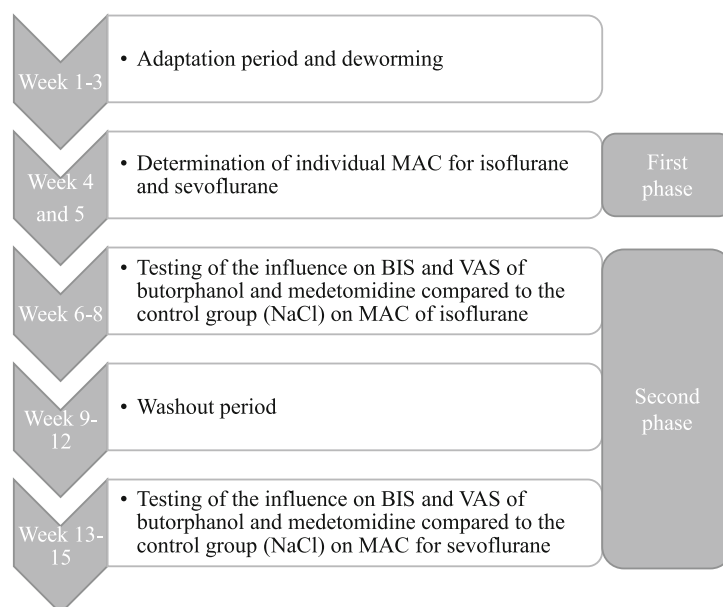 Week 1-3
• Adaptation period and deworming
Week 4
and 5
• Determination of individual MAC for isoflurane
and sevoflurane
First
phase
Week 6-8
• Testing of the influence on BIS and VAS of
butorphanol and medetomidine compared to the
control group (NaCl) on MAC of isoflurane
Week 9-
12
• Washout period
Second
phase
Week 13-
15
• Testing of the influence on BIS and VAS of
butorphanol and medetomidine compared to the
control group (NaCl) on MAC for sevoflurane